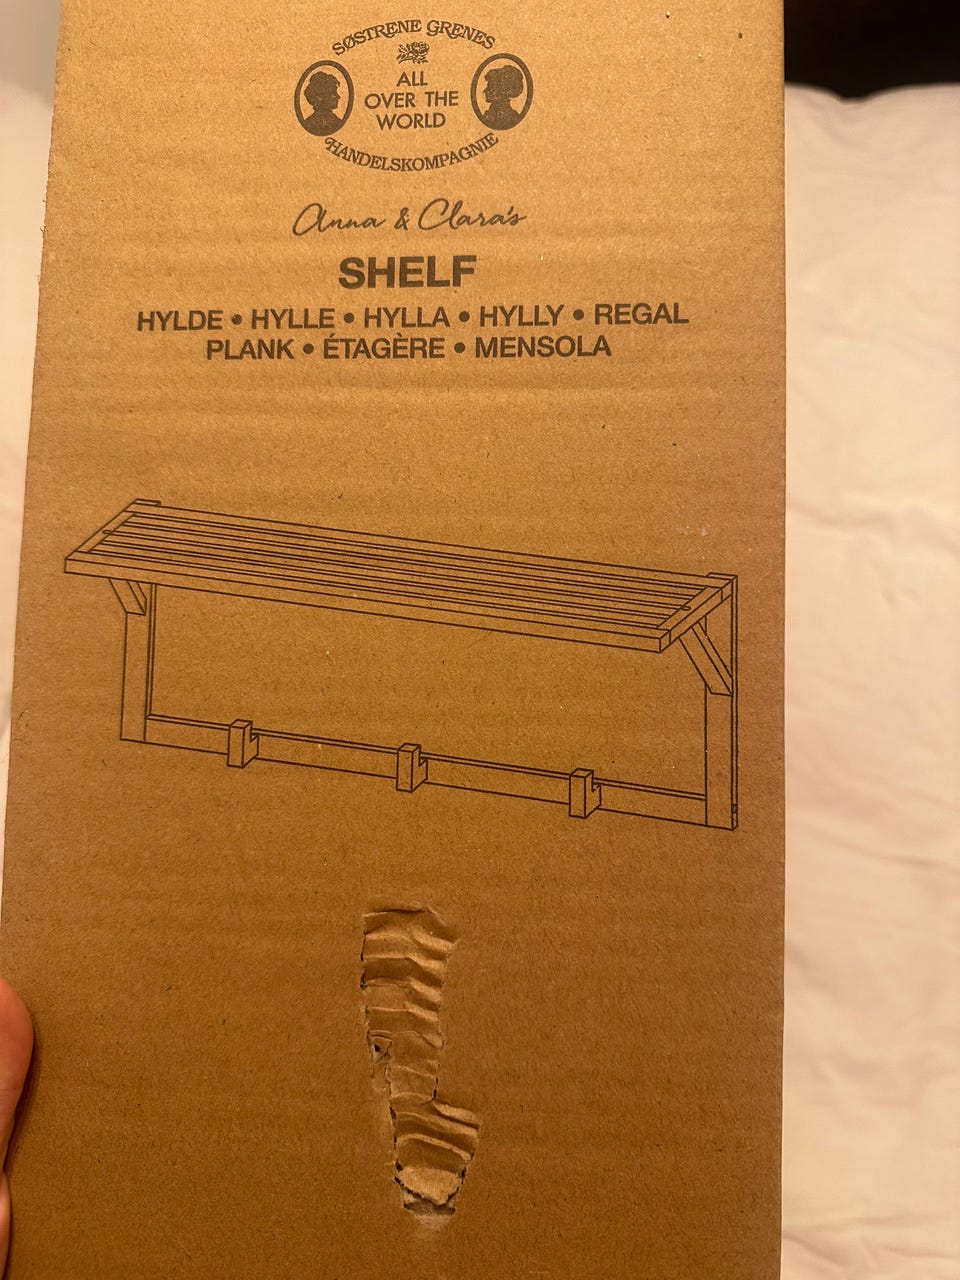 SØSTRENE GRENES
ALL
OVER THE
WORLD
HANDELSKOMPAGNIE
Anna & Clara's
SHELF
HYLDE • HYLLE • HYLLA • HYLLY • REGAL
PLANK • ÉTAGÈRE • MENSOLA